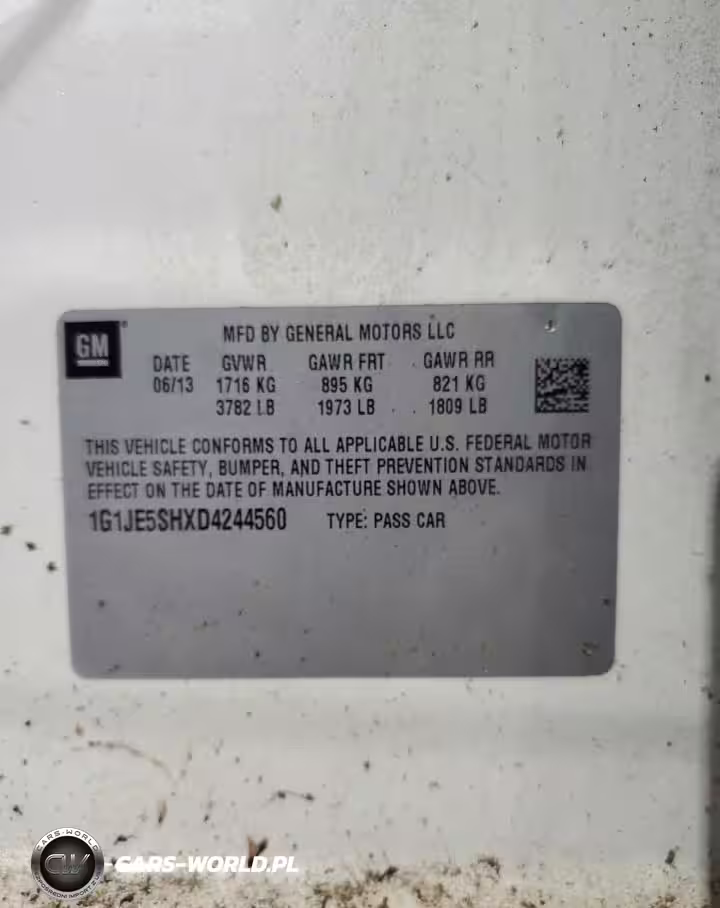 GM
MFD BY GENERAL MOTORS LLC
DATE GVWR GAWR FRT GAWR RR
06/13 1716 KG 895 KG 821 KG
3782 LB 1973 LB 1809 LB
THIS VEHICLE CONFORMS TO ALL APPLICABLE U.S. FEDERAL MOTOR
VEHICLE SAFETY, BUMPER, AND THEFT PREVENTION STANDARDS IN
EFFECT ON THE DATE OF MANUFACTURE SHOWN ABOVE.
1G1JE5SHXD4244560 TYPE: PASS CAR
CARS-WORLD
CW
CARS-WORLD.PL